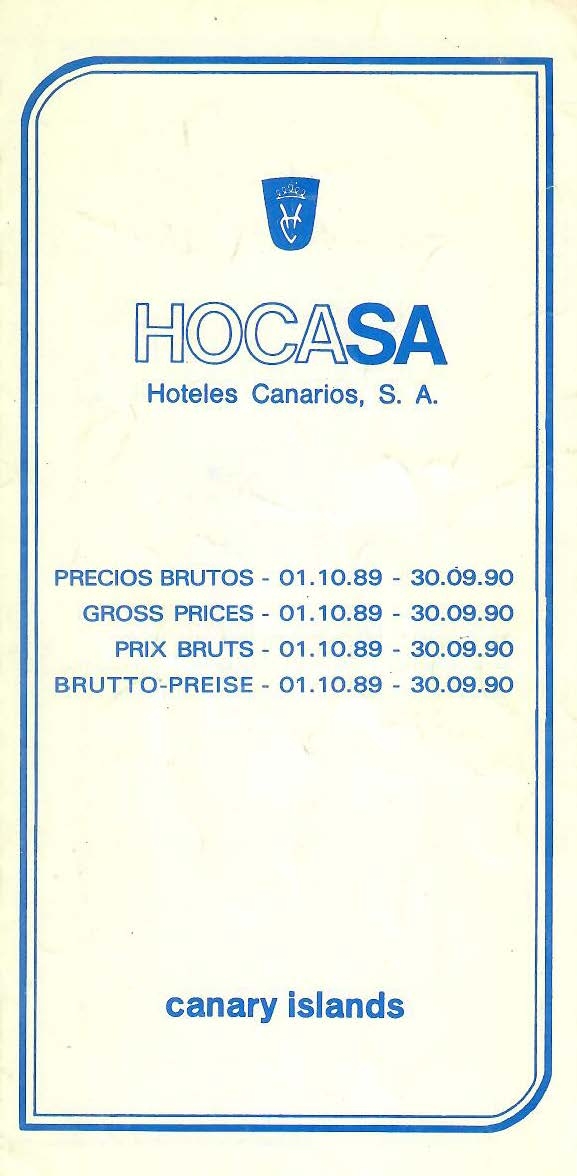 HOCASA
Hoteles Canarios, S. A.
PRECIOS BRUTOS - 01.10.89 - 30.09.90
GROSS PRICES - 01.10.89 - 30.09.90
PRIX BRUTS - 01.10.89 - 30.09.90
BRUTTO-PREISE - 01.10.89 - 30.09.90
canary islands